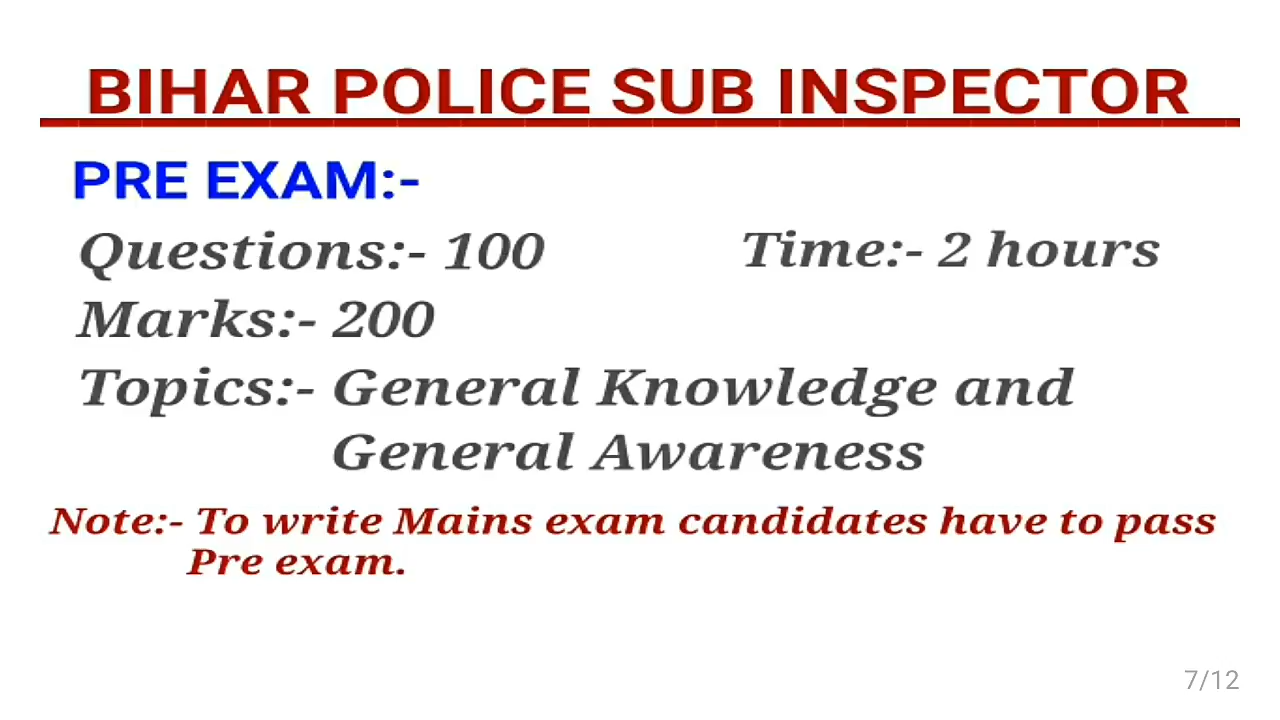 BIHAR POLICE SUB INSPECTOR
PRE EXAM:-
Questions:- 100 Time:- 2 hours
Marks:- 200
Topics:- General Knowledge and
General Awareness
Note:- To write Mains exam candidates have to pass
Pre exam.
7/12